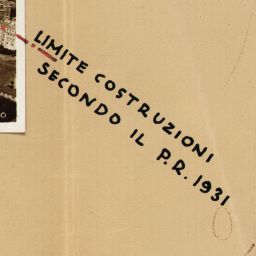 LIMITE COSTRUZIONI
SECONDO IL P.R. 1931